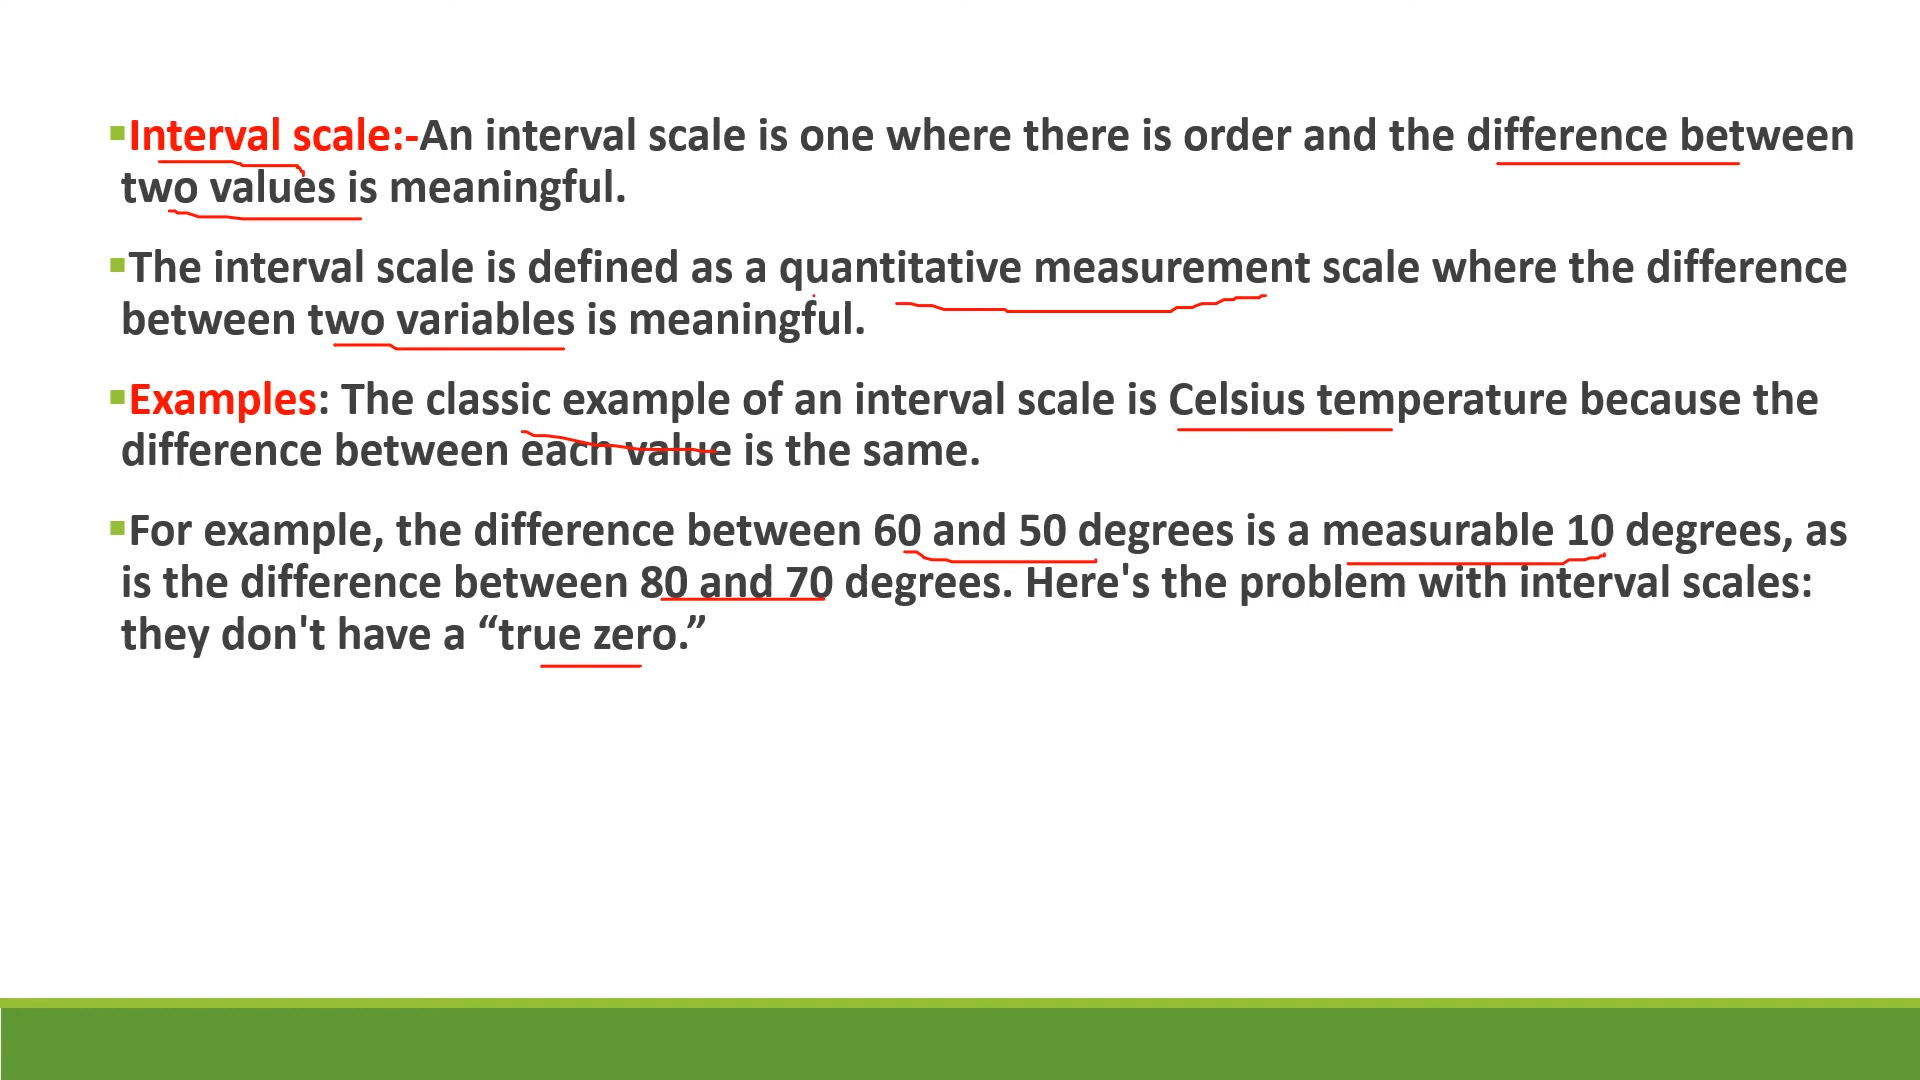 ▪Interval scale:-An interval scale is one where there is order and the difference between
two values is meaningful.
▪The interval scale is defined as a quantitative measurement scale where the difference
between two variables is meaningful.
▪Examples: The classic example of an interval scale is Celsius temperature because the
difference between each value is the same.
▪For example, the difference between 60 and 50 degrees is a measurable 10 degrees, as
is the difference between 80 and 70 degrees. Here's the problem with interval scales:
they don't have a “true zero.”